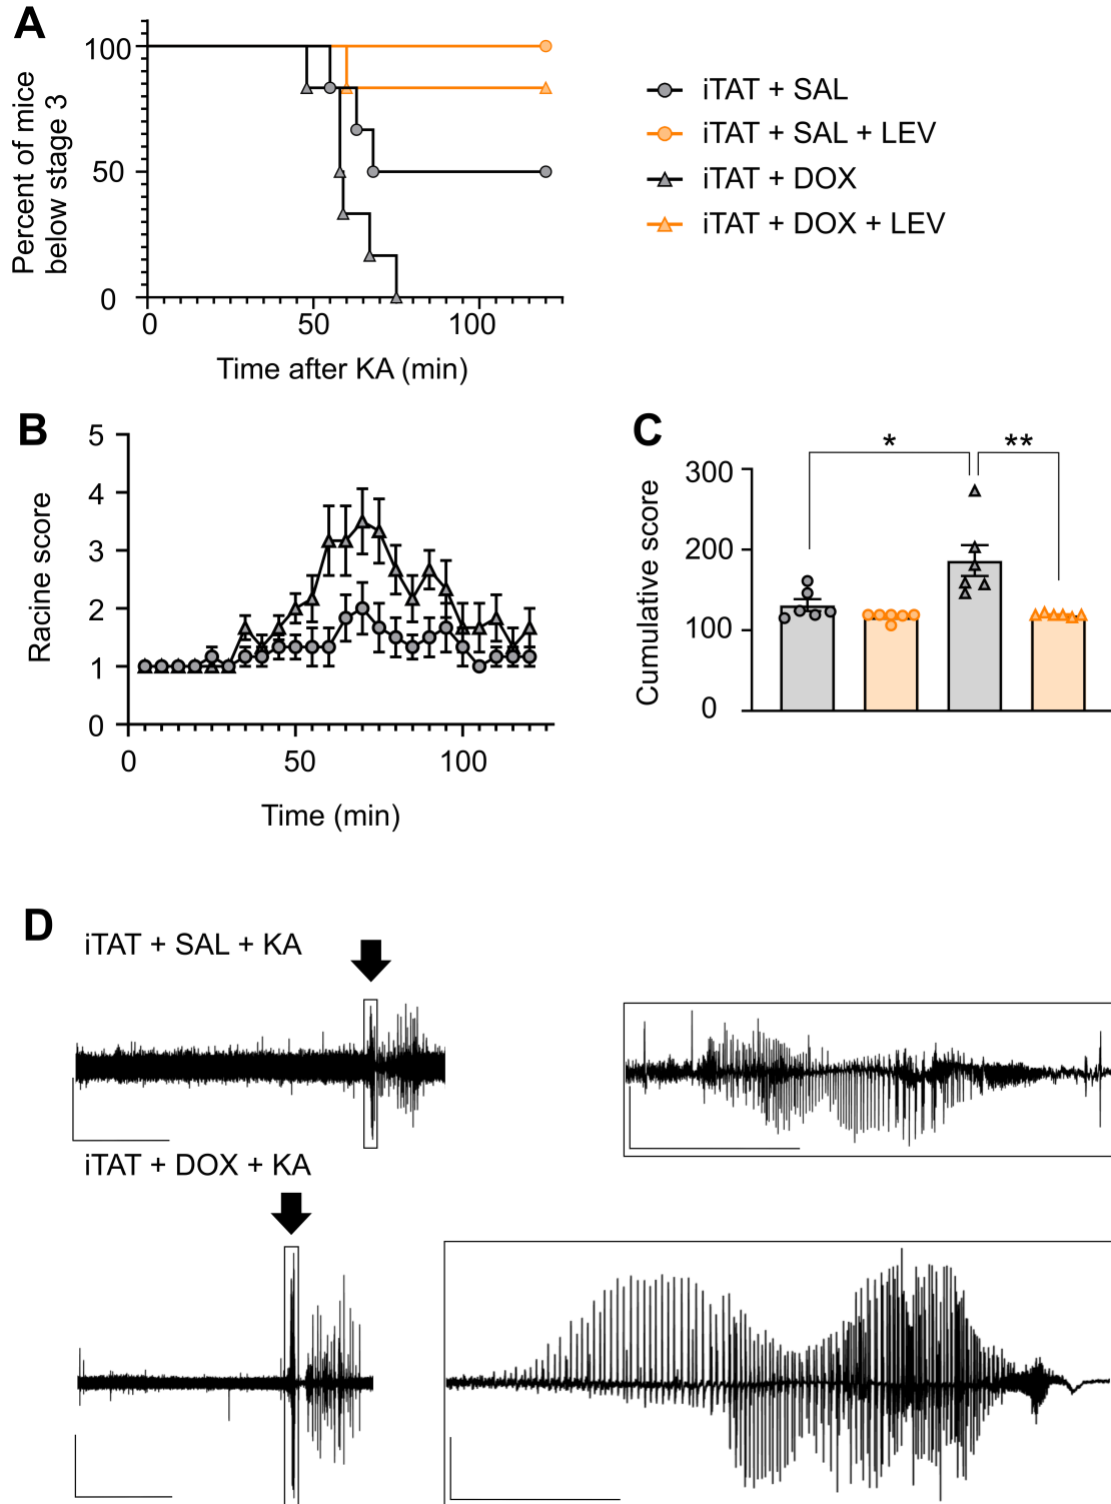 A
Percent of mice
below stage 3
100
50
0
0 50 100
Time after KA (min)
iTAT + SAL
iTAT + SAL + LEV
iTAT + DOX
iTAT + DOX + LEV
B
Racine score
5
4
3
2
1
0
0 50 100
Time (min)
C
Cumulative score
300
200
100
0
* **
D
iTAT + SAL + KA
iTAT + DOX + KA